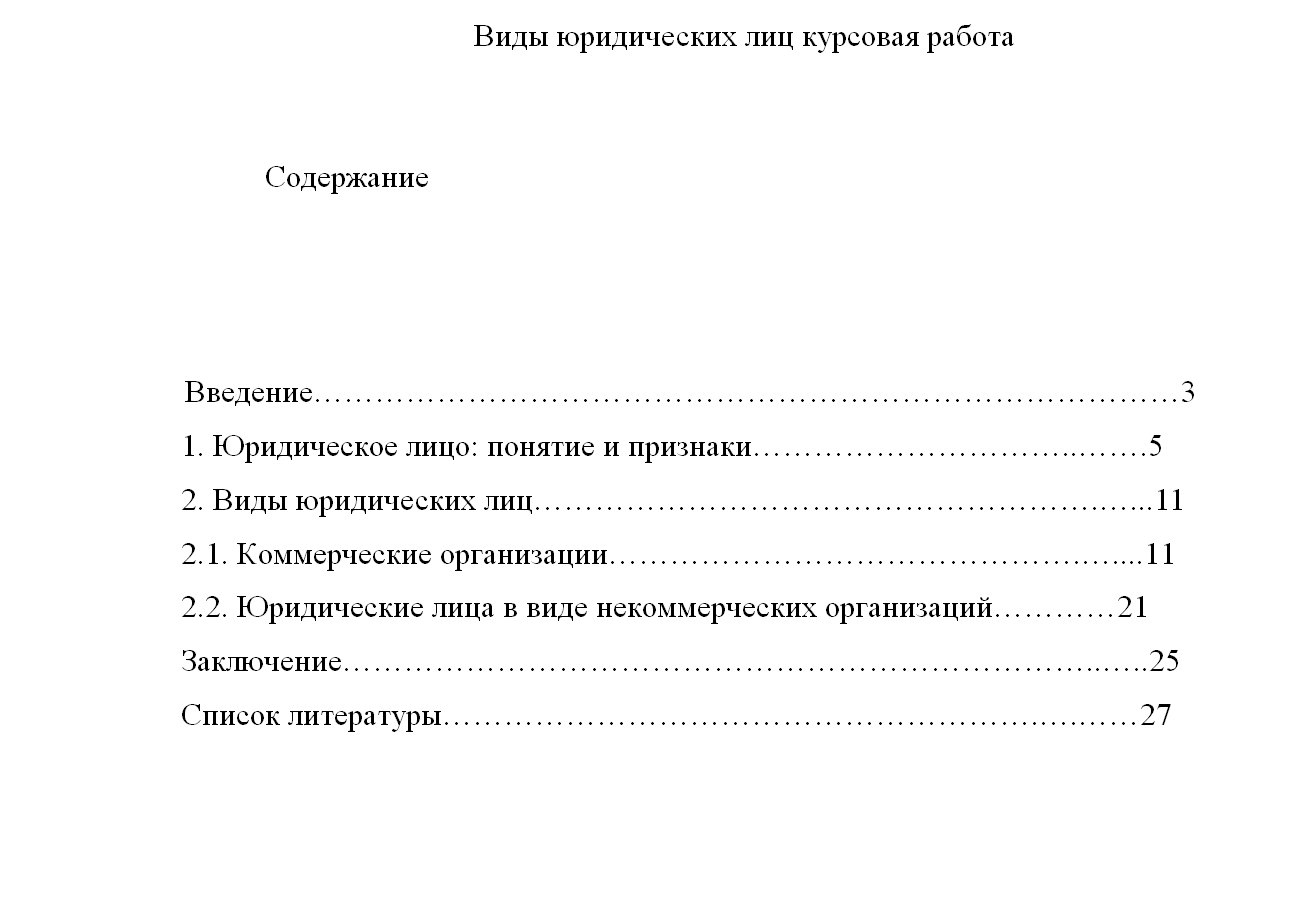 Виды юридических лиц курсовая работа
Содержание
Введение…………………………………………………………………………3
1. Юридическое лицо: понятие и признаки………………………….…….5
2. Виды юридических лиц………………………………………………….…...11
2.1. Коммерческие организации…………………………………………….....11
2.2. Юридические лица в виде некоммерческих организаций…………21
Заключение……………………………………………………………….…..25
Список литературы………………………………………………….………27